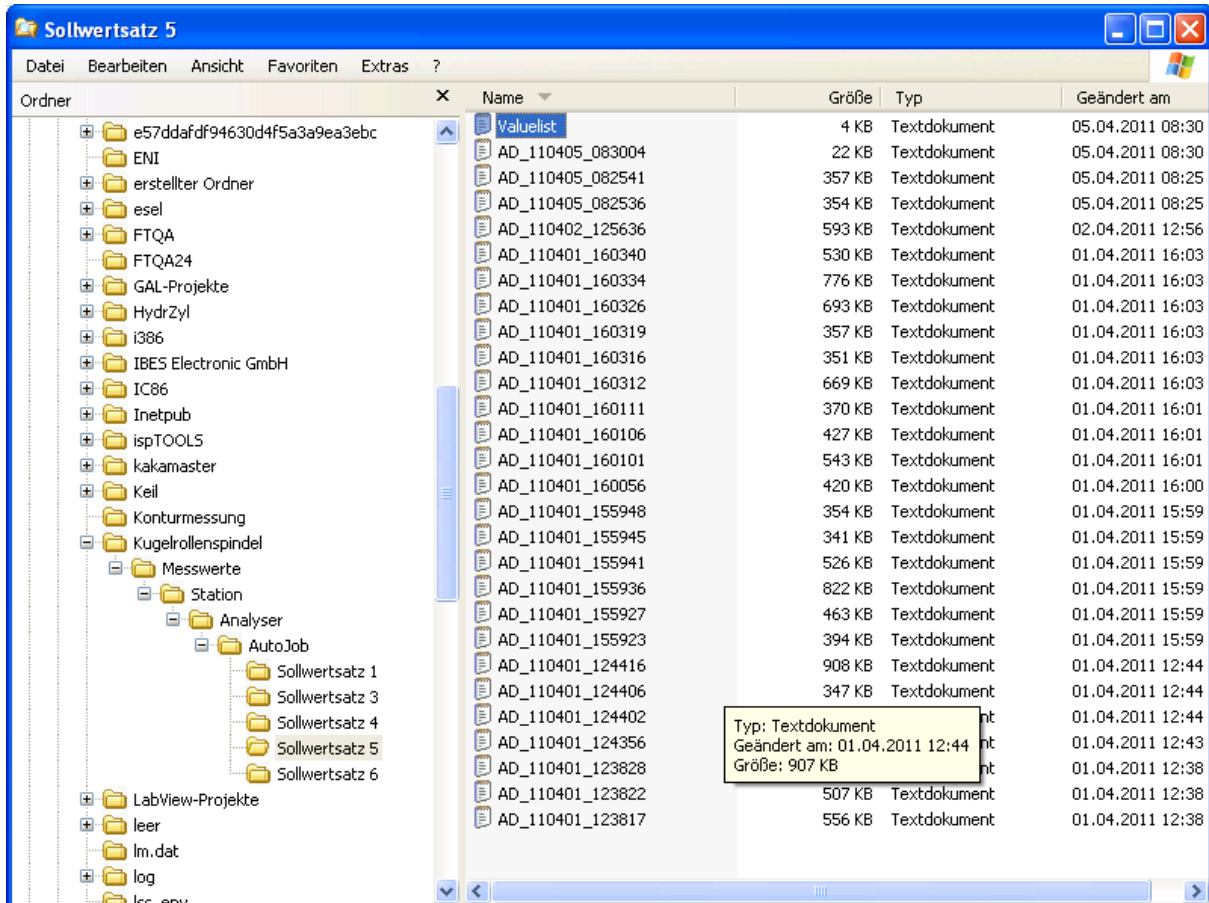 Sollwertsatz 5
Datei Bearbeiten Ansicht Favoriten Extras ?
Ordner
e57ddafdf94630d4f5a3a9ea3ebc
ENI
erstellter Ordner
esel
FTQA
FTQA24
GAL-Projekte
HydrZyl
i386
IBES Electronic GmbH
IC86
Inetpub
ispTOOLS
kakamaster
Keil
Konturmessung
Kugelrollenspindel
Messwerte
Station
Analyser
AutoJob
Sollwertsatz 1
Sollwertsatz 3
Sollwertsatz 4
Sollwertsatz 5
Sollwertsatz 6
LabView-Projekte
leer
lm.dat
log
Name Größe Typ Geändert am
Valuelist 4 KB Textdokument 05.04.2011 08:30
AD_110405_083004 22 KB Textdokument 05.04.2011 08:30
AD_110405_082541 357 KB Textdokument 05.04.2011 08:25
AD_110405_082536 354 KB Textdokument 05.04.2011 08:25
AD_110402_125636 593 KB Textdokument 02.04.2011 12:56
AD_110401_160340 530 KB Textdokument 01.04.2011 16:03
AD_110401_160334 776 KB Textdokument 01.04.2011 16:03
AD_110401_160326 693 KB Textdokument 01.04.2011 16:03
AD_110401_160319 357 KB Textdokument 01.04.2011 16:03
AD_110401_160316 351 KB Textdokument 01.04.2011 16:03
AD_110401_160312 669 KB Textdokument 01.04.2011 16:03
AD_110401_160111 370 KB Textdokument 01.04.2011 16:01
AD_110401_160106 427 KB Textdokument 01.04.2011 16:01
AD_110401_160101 543 KB Textdokument 01.04.2011 16:01
AD_110401_160056 420 KB Textdokument 01.04.2011 16:00
AD_110401_155948 354 KB Textdokument 01.04.2011 15:59
AD_110401_155945 341 KB Textdokument 01.04.2011 15:59
AD_110401_155941 526 KB Textdokument 01.04.2011 15:59
AD_110401_155936 822 KB Textdokument 01.04.2011 15:59
AD_110401_155927 463 KB Textdokument 01.04.2011 15:59
AD_110401_155923 394 KB Textdokument 01.04.2011 15:59
AD_110401_124416 908 KB Textdokument 01.04.2011 12:44
AD_110401_124406 347 KB Textdokument 01.04.2011 12:44
AD_110401_124402 nt 01.04.2011 12:44
AD_110401_124356 nt 01.04.2011 12:43
AD_110401_123828 nt 01.04.2011 12:38
AD_110401_123822 507 KB Textdokument 01.04.2011 12:38
AD_110401_123817 556 KB Textdokument 01.04.2011 12:38
Typ: Textdokument
Geändert am: 01.04.2011 12:44
Größe: 907 KB